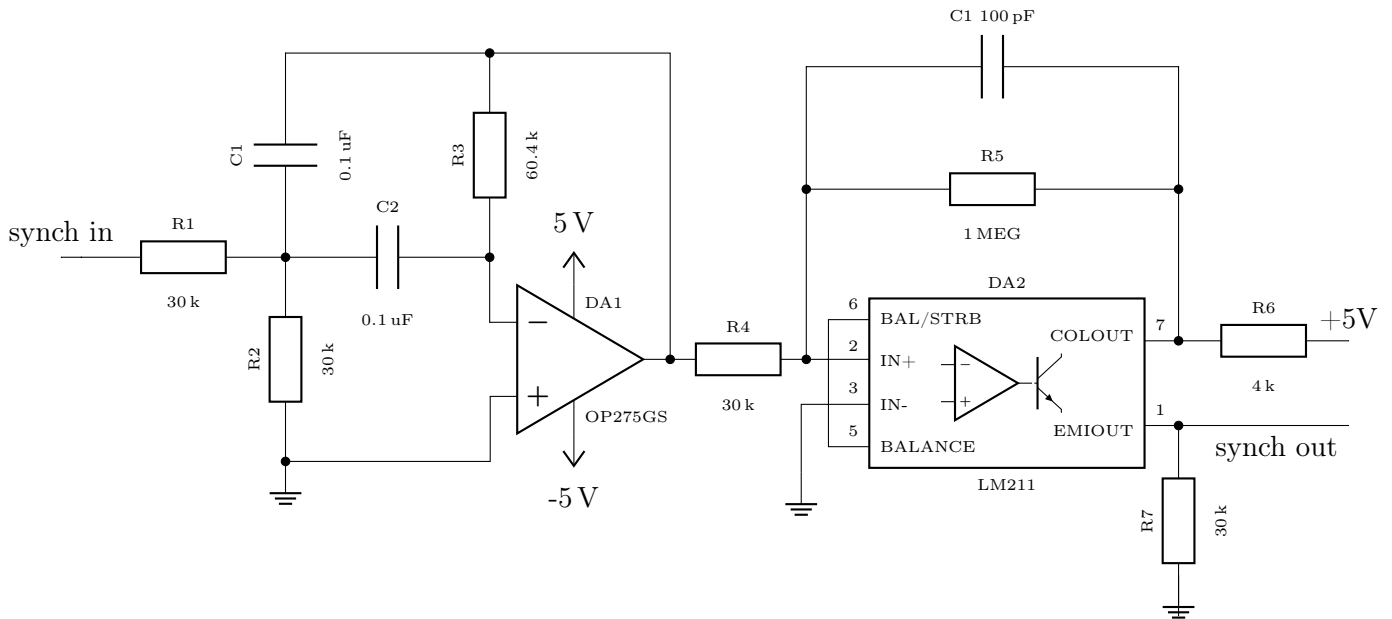 C1 100 pF
C1
0.1 uF
R3
60.4 k
R5
1 MEG
synch in
R1
30 k
C2
0.1 uF
5 V
DA1
−
+
OP275GS
-5 V
R2
30 k
R4
30 k
DA2
6
BAL/STRB
2
IN+
3
IN-
5
BALANCE
−
+
COLOUT
7
EMIOUT
1
LM211
R6
4 k
+5V
synch out
R7
30 k